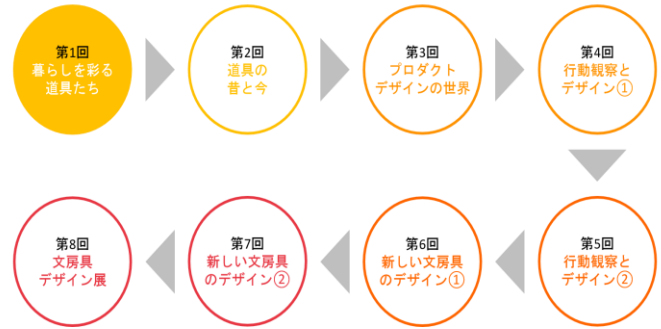 第1回
暮らしを彩る
道具たち
第2回
道具の
昔と今
第3回
プロダクト
デザインの世界
第4回
行動観察と
デザイン①
第5回
行動観察と
デザイン②
第6回
新しい文房具
のデザイン①
第7回
新しい文房具
のデザイン②
第8回
文房具
デザイン展